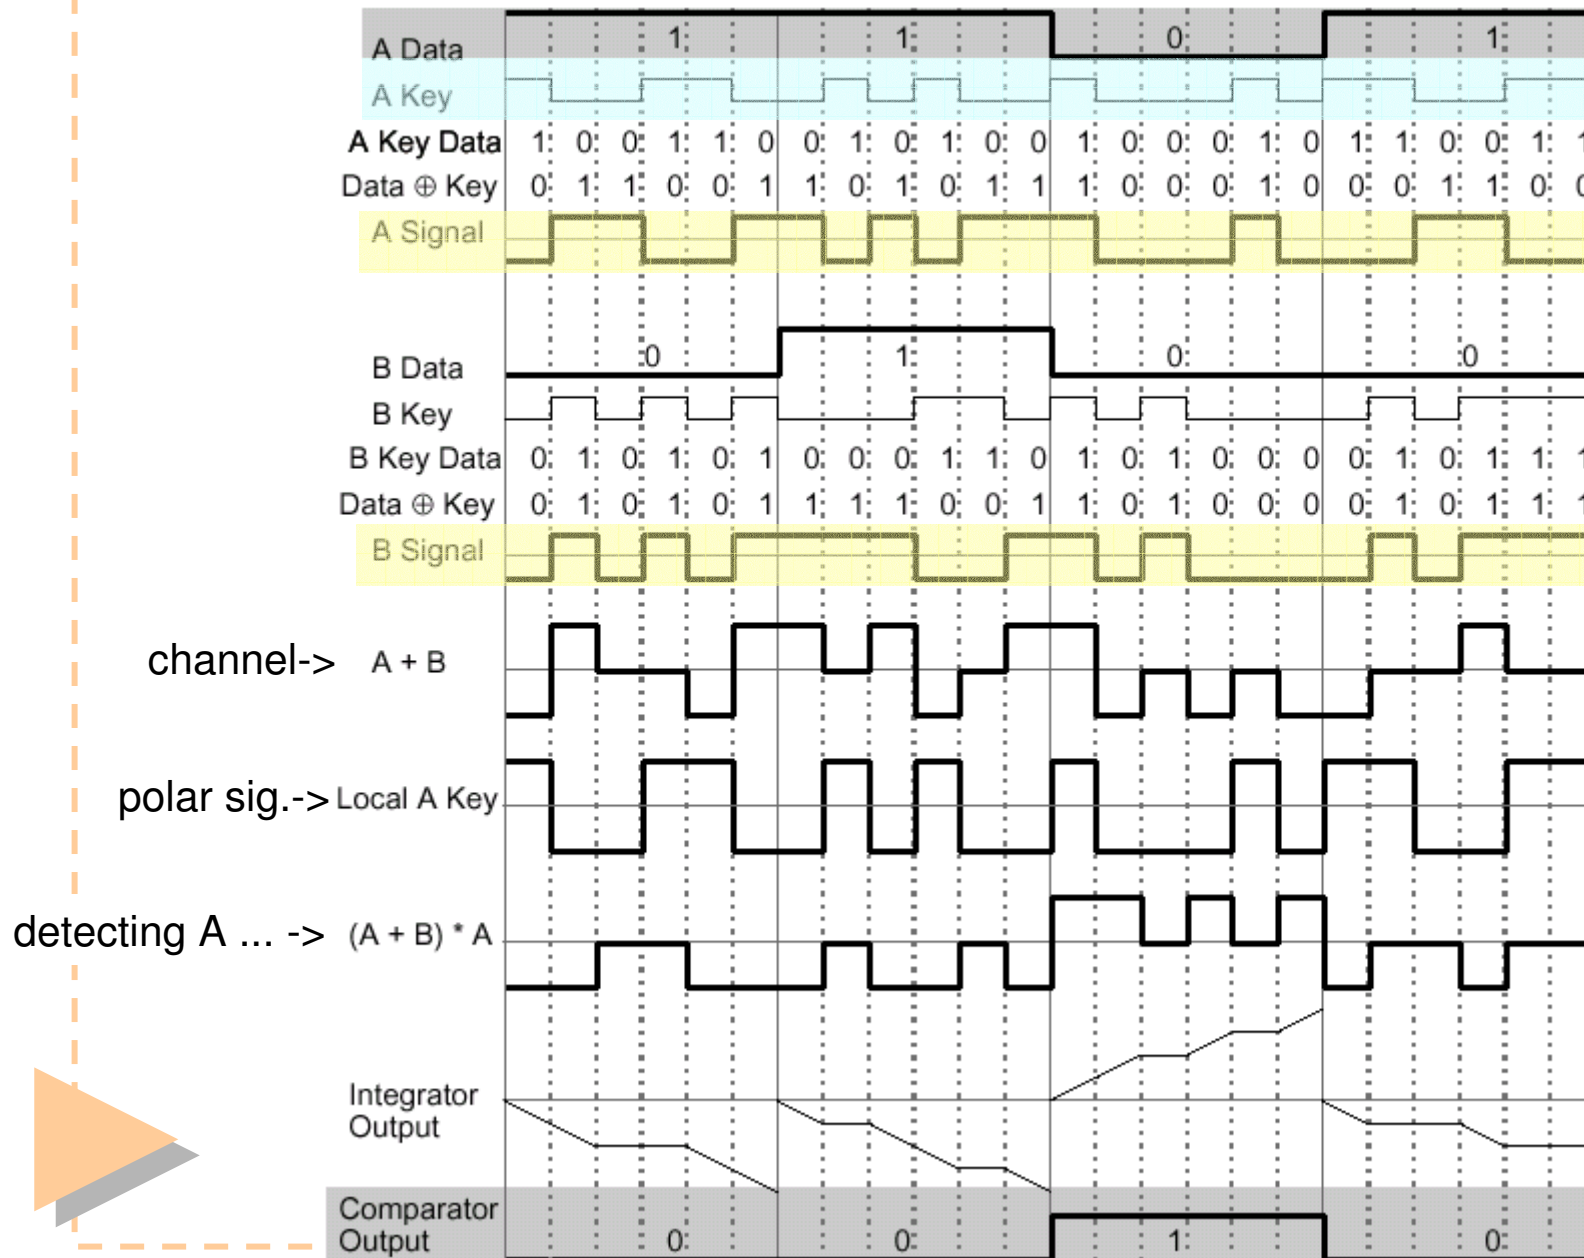 A Data 1 1 0 1
A Key
A Key Data 1 0 0 1 1 0 0 1 0 1 0 0 1 0 0 0 1 0 1 1 0 0 1 1
Data ⊕ Key 0 1 1 0 0 1 1 0 1 0 1 1 1 0 0 0 1 0 0 0 1 1 0 0
A Signal
B Data 0 1 0 0
B Key
B Key Data 0 1 0 1 0 1 0 0 0 1 1 0 1 0 1 0 0 0 0 1 0 1 1 1
Data ⊕ Key 0 1 0 1 0 1 1 1 1 0 0 1 1 0 1 0 0 0 0 1 0 1 1 1
B Signal
channel-> A + B
polar sig.-> Local A Key
detecting A ... -> (A + B) * A
Integrator
Output
Comparator
Output 0 0 1 0